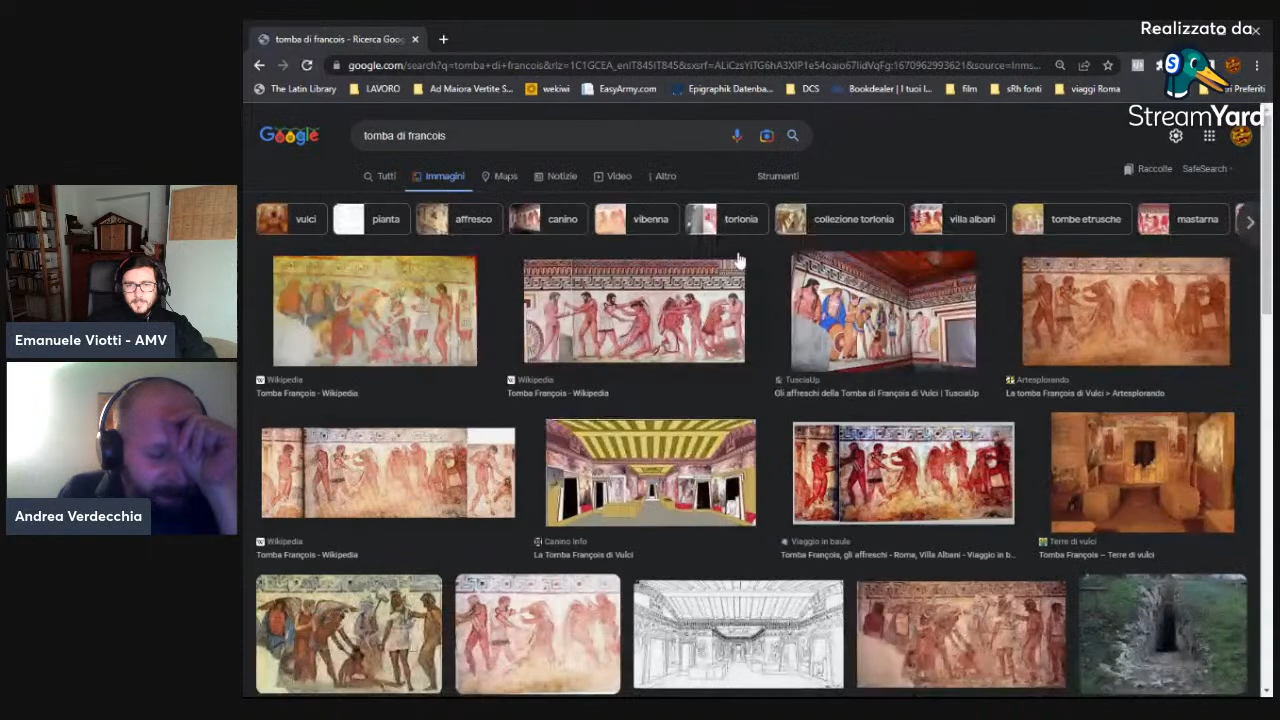 Realizzato da
StreamYard
tomba di francois - Ricerca Goog
google.com/search?q=tomba+di+francois&rlz=1C1GCEA_enIT845IT845&sxsrf=
The Latin Library
LAVORO
Ad Maiora Vertite S...
wekiwi
EasyArmy.com
Epigraphik Datenba...
DCS
Bookdealer | I tuoi l...
film
sRh fonti
viaggi Roma
ri Preferiti
Google
tomba di francois
Tutti
Immagini
Maps
Notizie
Video
Altro
Strumenti
Raccolte
SafeSearch
vulci
pianta
affresco
canino
vibenna
torlonia
collezione torlonia
villa albani
tombe etrusche
mastarna
Wikipedia
Tomba François - Wikipedia
Wikipedia
Tomba François - Wikipedia
TusciaUp
Gli affreschi della Tomba di François di Vulci | TusciaUp
Artesplorando
La tomba François di Vulci > Artesplorando
Wikipedia
Tomba François - Wikipedia
Canino Info
La Tomba François di Vulci
Viaggio in baule
Tomba François, gli affreschi - Roma, Villa Albani - Viaggio in b...
Terre di vulci
Tomba François – Terre di vulci
Emanuele Viotti - AMV
Andrea Verdecchia